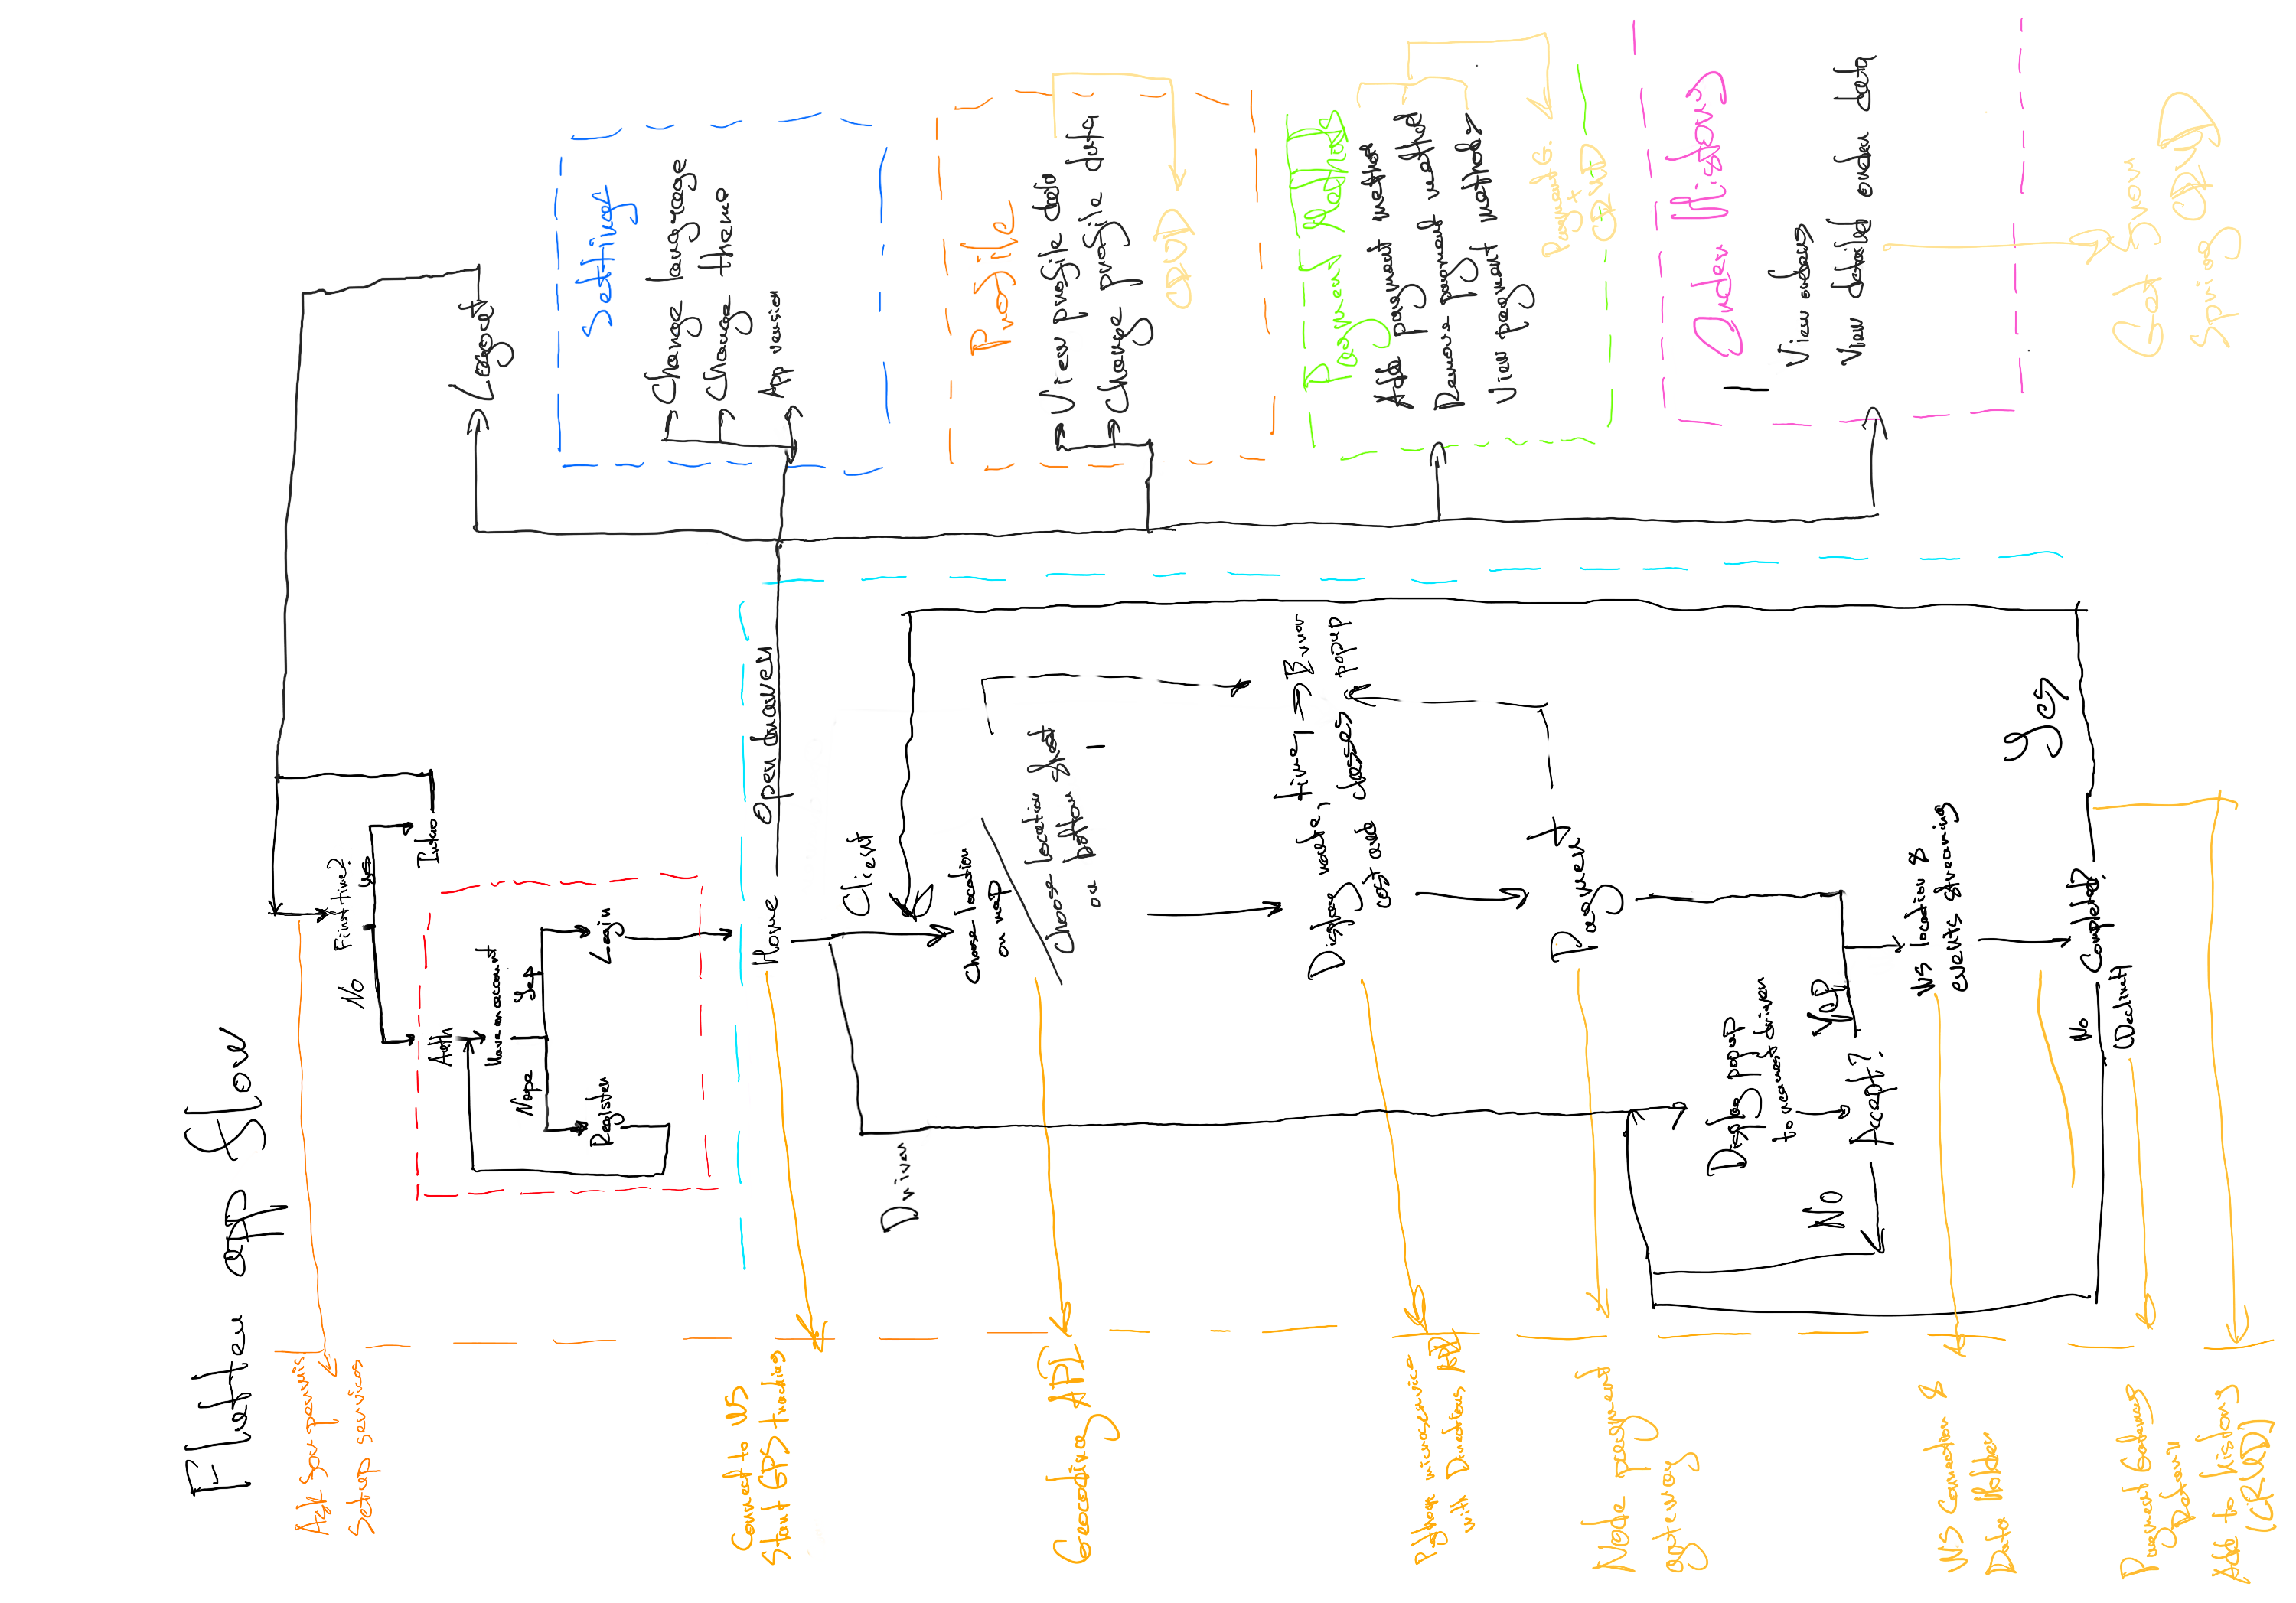 Flutter app flow
Ask for permis
Setup services
First time?
No
yes
Intro
Auth
Have an account
Nope
Yes
Register
Login
Logout
Home
Open drawer
Connect to WS
Start GPS tracking
Settings
Change language
Change theme
App version
Client
Driver
Choose location
on map
Choose location
on bottom sheet
Geocoding API
Profile
View profile data
Change profile data
CRUD
Display route, time,
cost and classes
Error
popup
Python microservice
with Directions API
Payment Methods
Add payment method
Remove payment method
View payment methods
Payment G.
+
CRUD
Payment
Node payment
gateway
Display popup
to nearest driver
Accept?
Yep
No
Order History
View orders
View detailed order data
Get from
Spring CRUD
WS location &
events streaming
WS Connection &
Data Holder
Completed?
Yes
No
(Decline)
Payment Gateway
Return
Add to history
(CRUD)